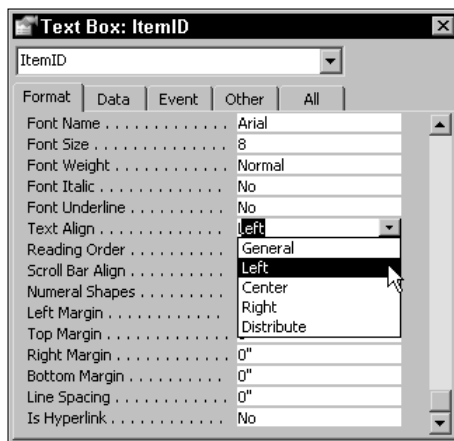 Text Box: ItemID
ItemID
Format Data Event Other All
Font Name . . . . . . . . . . . . . Arial
Font Size . . . . . . . . . . . . . . 8
Font Weight . . . . . . . . . . . . Normal
Font Italic . . . . . . . . . . . . . . No
Font Underline . . . . . . . . . . No
Text Align . . . . . . . . . . . . . Left
Reading Order . . . . . . . . . General
Scroll Bar Align . . . . . . . . . Left
Numeral Shapes . . . . . . . . Center
Left Margin . . . . . . . . . . . . Right
Top Margin . . . . . . . . . . . . Distribute
Right Margin . . . . . . . . . . . 0"
Bottom Margin . . . . . . . . . . 0"
Line Spacing . . . . . . . . . . . 0"
Is Hyperlink . . . . . . . . . . . . No